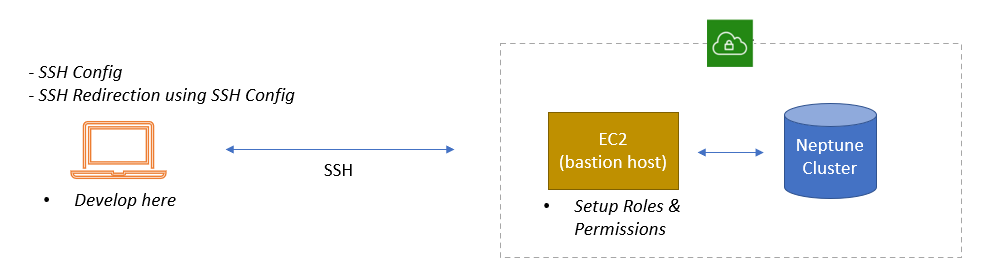 - SSH Config
- SSH Redirection using SSH Config
• Develop here
SSH
EC2
(bastion host)
• Setup Roles &
Permissions
Neptune
Cluster